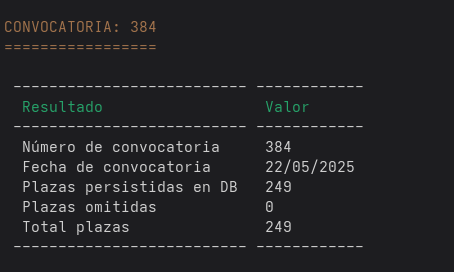 CONVOCATORIA: 384
=================
-------------------------- ------------
Resultado Valor
-------------------------- ------------
Número de convocatoria 384
Fecha de convocatoria 22/05/2025
Plazas persistidas en DB 249
Plazas omitidas 0
Total plazas 249
-------------------------- ------------